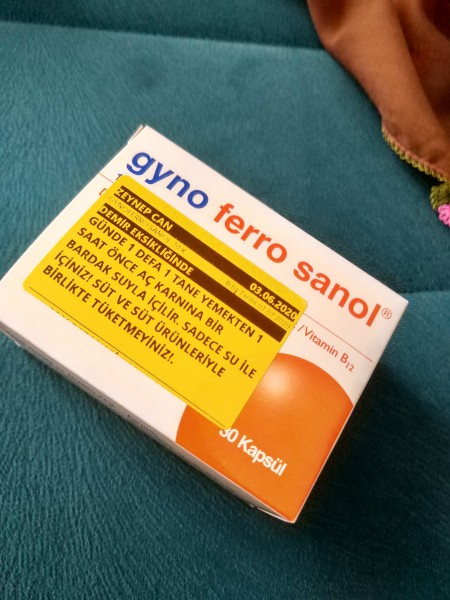 gyno ferro sanol®
/Vitamin B12
ZEYNEP CAN
03.06.2020
DEMİR EKSİKLİĞİNDE
GÜNDE 1 DEFA 1 TANE YEMEKTEN 1
SAAT ÖNCE AÇ KARNINA BİR
BARDAK SUYLA İÇİLİR. SADECE SU İLE
İÇİNİZ! SÜT VE SÜT ÜRÜNLERİYLE
BİRLİKTE TÜKETMEYİNİZ!.
30 Kapsül